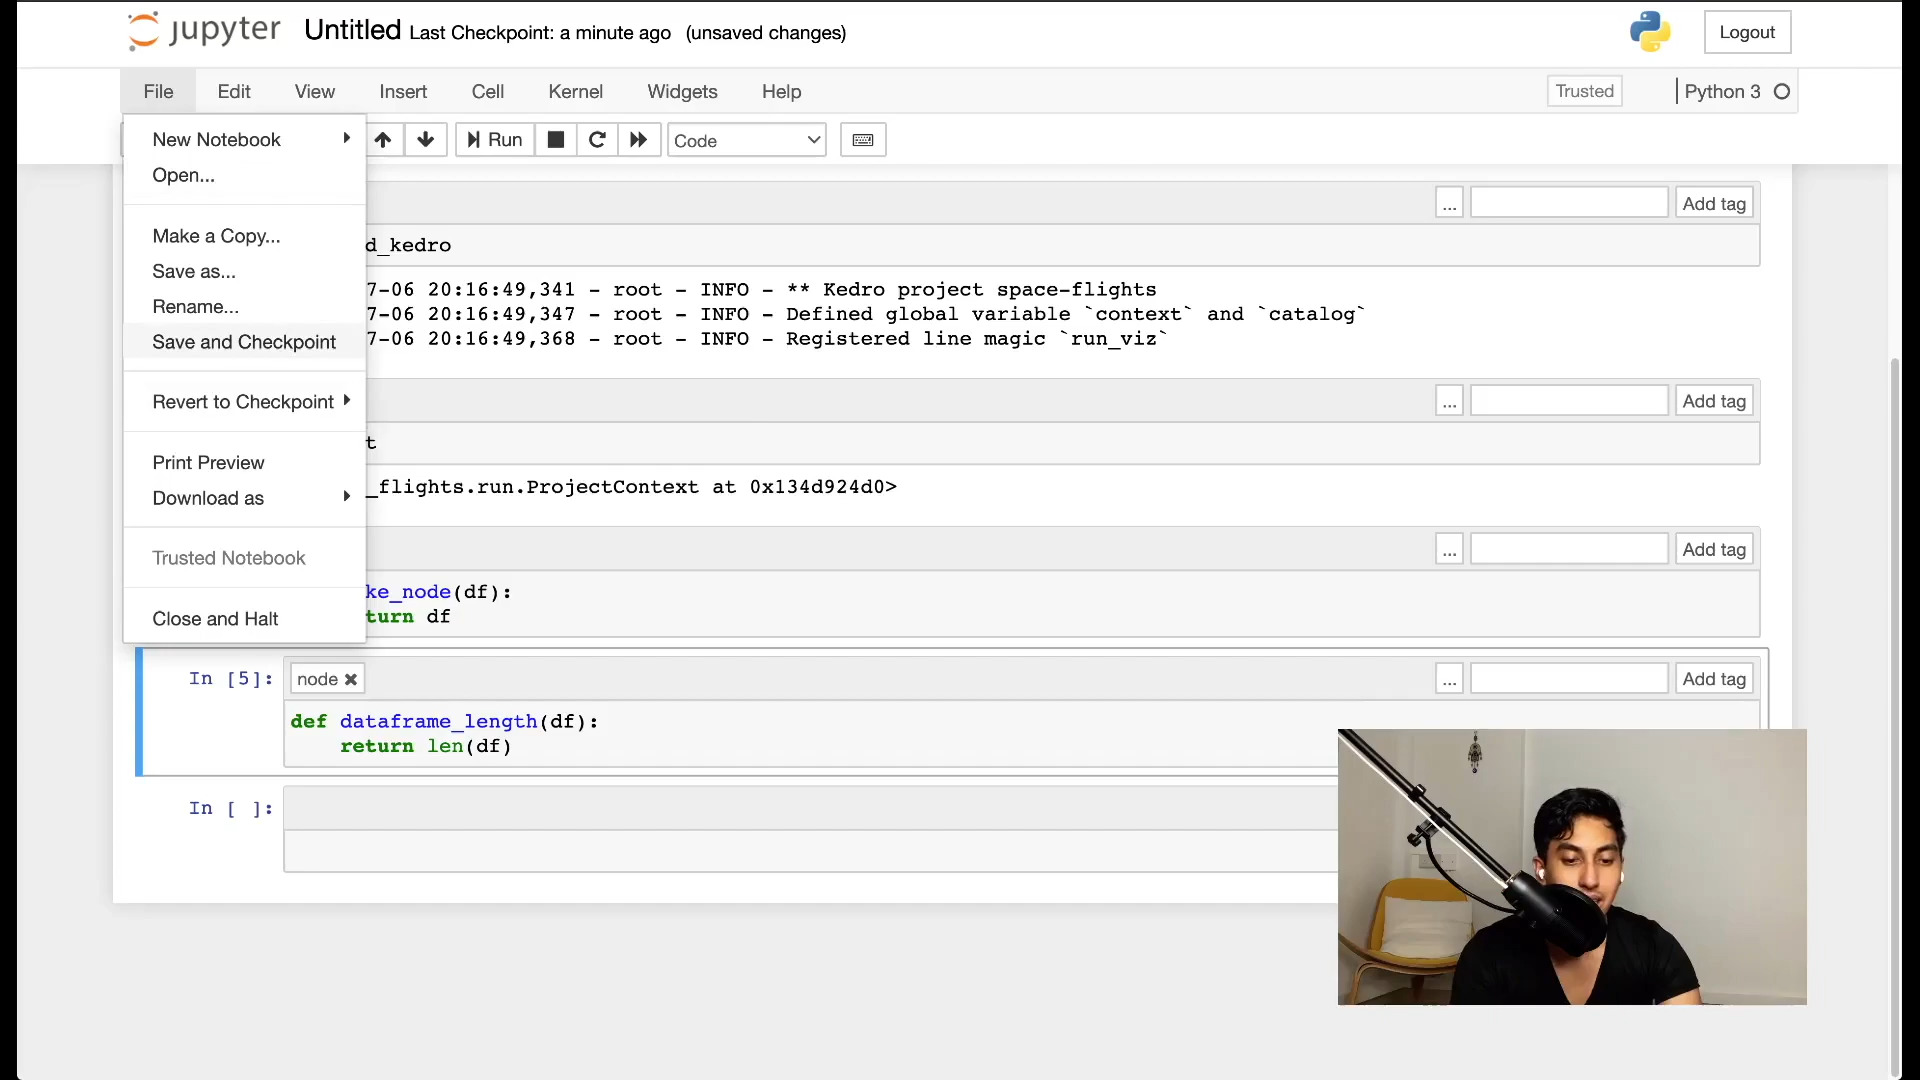 jupyter Untitled Last Checkpoint: a minute ago (unsaved changes) Logout
File Edit View Insert Cell Kernel Widgets Help Trusted Python 3
Run Code
New Notebook
Open...
Make a Copy...
Save as...
Rename...
Save and Checkpoint
Revert to Checkpoint
Print Preview
Download as
Trusted Notebook
Close and Halt
... Add tag
d_kedro
7-06 20:16:49,341 - root - INFO - ** Kedro project space-flights
7-06 20:16:49,347 - root - INFO - Defined global variable `context` and `catalog`
7-06 20:16:49,368 - root - INFO - Registered line magic `run_viz`
... Add tag
t
_flights.run.ProjectContext at 0x134d924d0>
... Add tag
ke_node(df):
turn df
In [5]: node ✖ ... Add tag
def dataframe_length(df):
return len(df)
In [ ]: